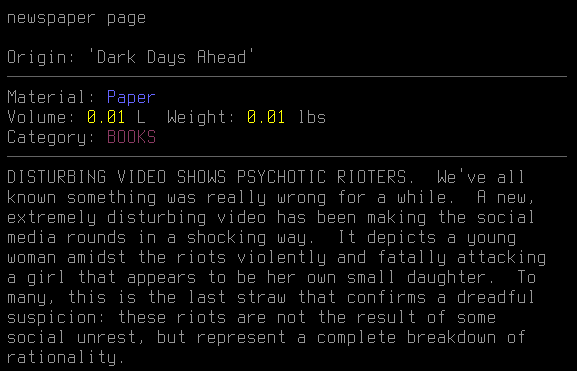 newspaper page
Origin: 'Dark Days Ahead'
Material: Paper
Volume: 0.01 L  Weight: 0.01 lbs
Category: BOOKS
DISTURBING VIDEO SHOWS PSYCHOTIC RIOTERS.  We've all
known something was really wrong for a while.  A new,
extremely disturbing video has been making the social
media rounds in a shocking way.  It depicts a young
woman amidst the riots violently and fatally attacking
a girl that appears to be her own small daughter.  To
many, this is the last straw that confirms a dreadful
suspicion: these riots are not the result of some
social unrest, but represent a complete breakdown of
rationality.